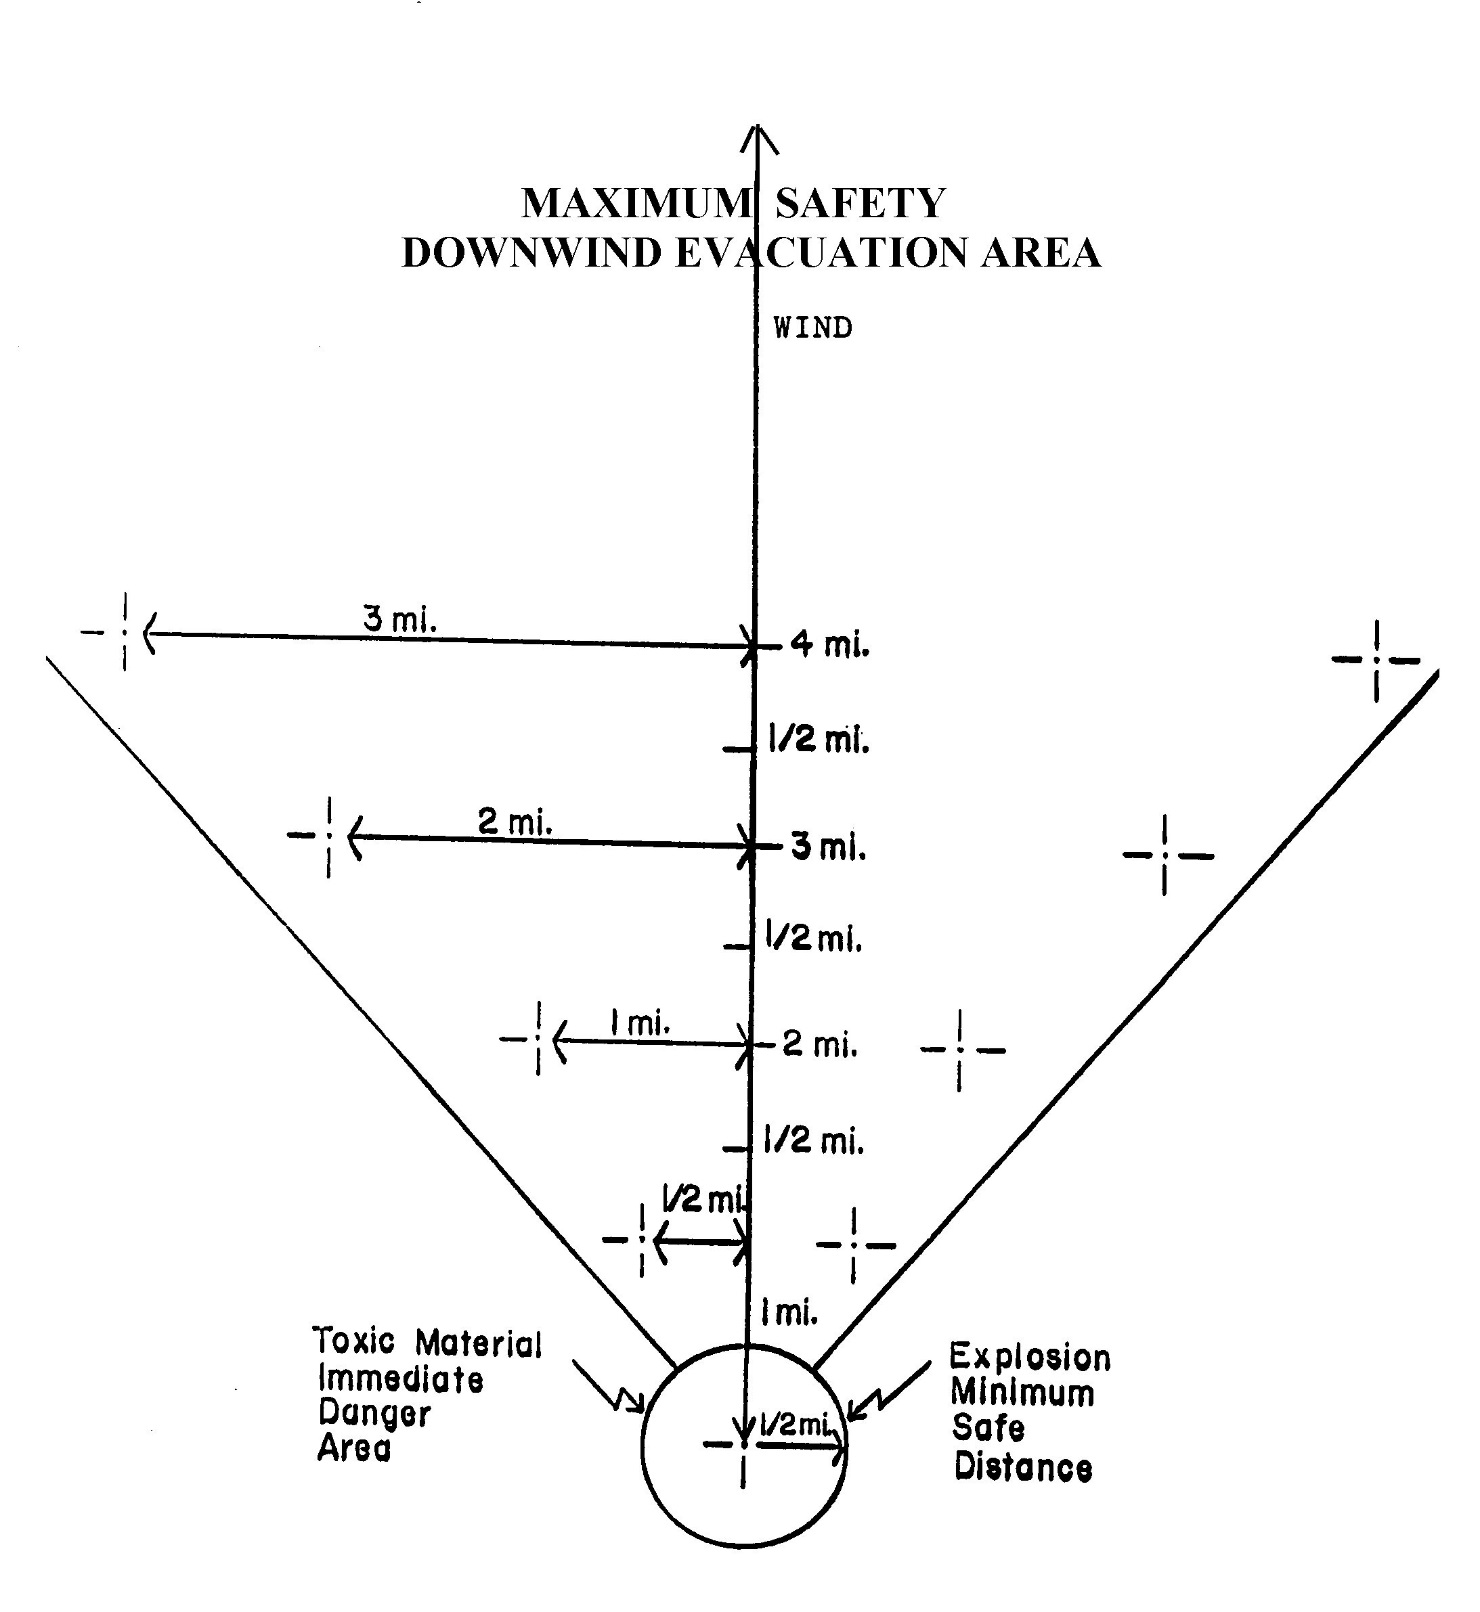 MAXIMUM SAFETY
DOWNWIND EVACUATION AREA
WIND
3 mi.
4 mi.
1/2 mi.
2 mi.
3 mi.
1/2 mi.
1 mi.
2 mi.
1/2 mi.
1/2 mi.
1 mi.
Toxic Material
Immediate
Danger
Area
1/2 mi.
Explosion
Minimum
Safe
Distance